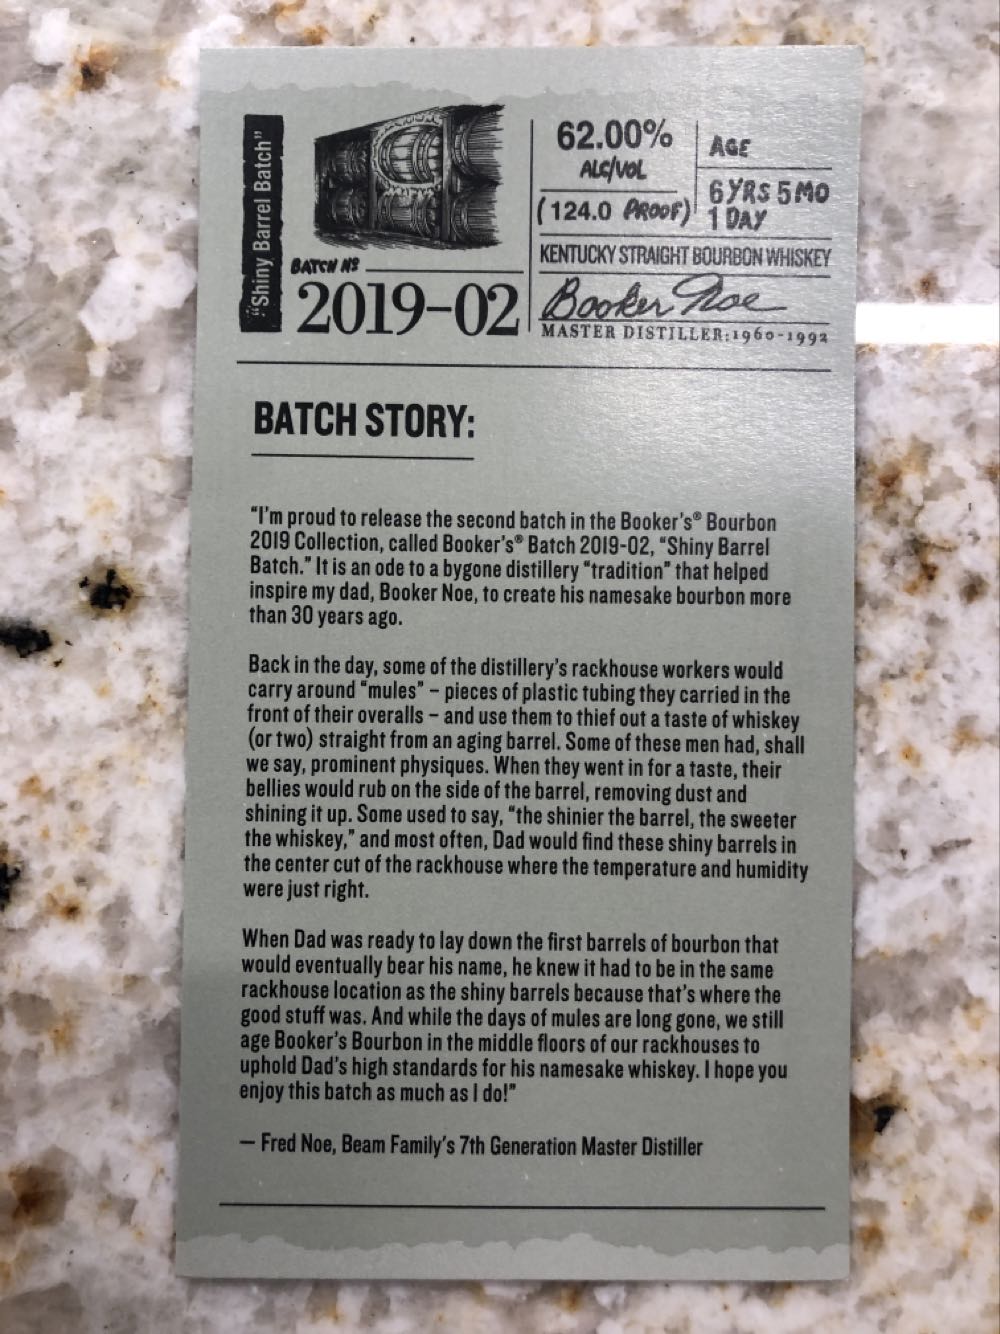 "Shiny Barrel Batch"
BATCH Nº
2019-02
62.00%
ALC/VOL
(124.0 PROOF)
AGE
6 YRS 5 MO
1 DAY
KENTUCKY STRAIGHT BOURBON WHISKEY
Booker Noe
MASTER DISTILLER: 1960-1992
BATCH STORY:
"I'm proud to release the second batch in the Booker's® Bourbon
2019 Collection, called Booker's® Batch 2019-02, "Shiny Barrel
Batch." It is an ode to a bygone distillery "tradition" that helped
inspire my dad, Booker Noe, to create his namesake bourbon more
than 30 years ago.
Back in the day, some of the distillery's rackhouse workers would
carry around "mules" – pieces of plastic tubing they carried in the
front of their overalls – and use them to thief out a taste of whiskey
(or two) straight from an aging barrel. Some of these men had, shall
we say, prominent physiques. When they went in for a taste, their
bellies would rub on the side of the barrel, removing dust and
shining it up. Some used to say, "the shinier the barrel, the sweeter
the whiskey," and most often, Dad would find these shiny barrels in
the center cut of the rackhouse where the temperature and humidity
were just right.
When Dad was ready to lay down the first barrels of bourbon that
would eventually bear his name, he knew it had to be in the same
rackhouse location as the shiny barrels because that's where the
good stuff was. And while the days of mules are long gone, we still
age Booker's Bourbon in the middle floors of our rackhouses to
uphold Dad's high standards for his namesake whiskey. I hope you
enjoy this batch as much as I do!"
— Fred Noe, Beam Family's 7th Generation Master Distiller